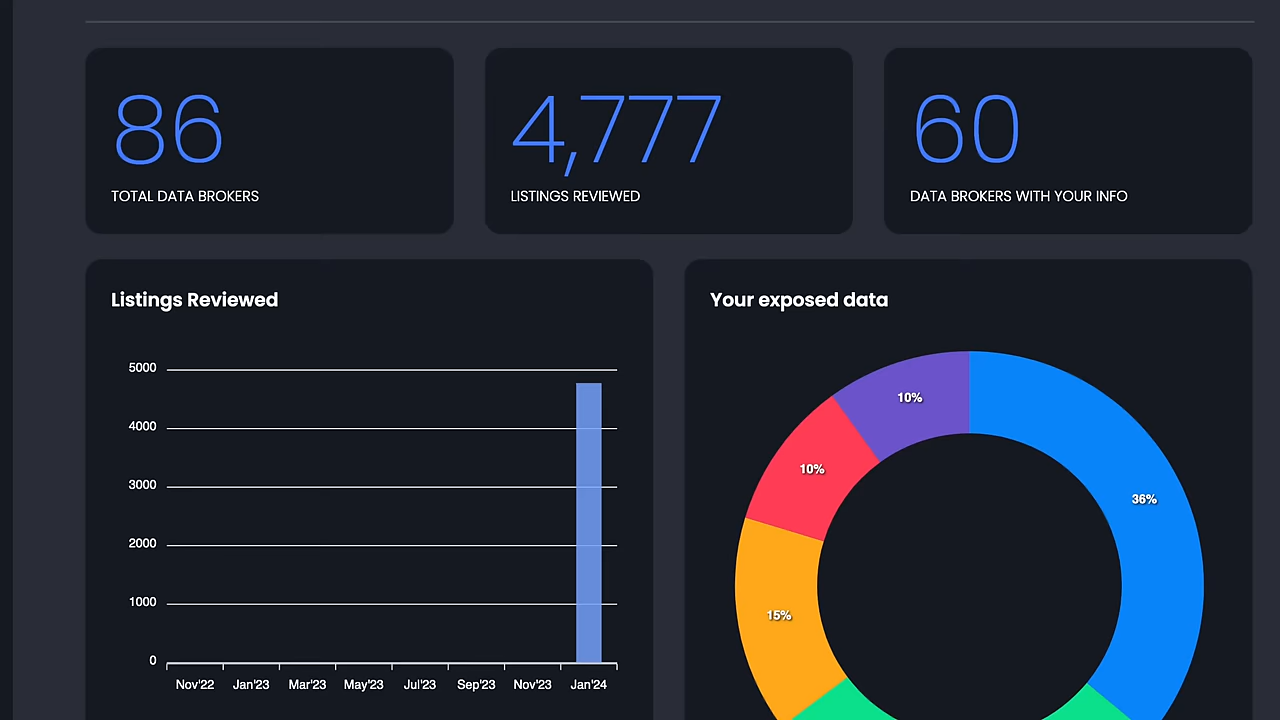 86
TOTAL DATA BROKERS
4,777
LISTINGS REVIEWED
60
DATA BROKERS WITH YOUR INFO
Listings Reviewed
5000
4000
3000
2000
1000
0
Nov'22 Jan'23 Mar'23 May'23 Jul'23 Sep'23 Nov'23 Jan'24
Your exposed data
10%
36%
10%
15%